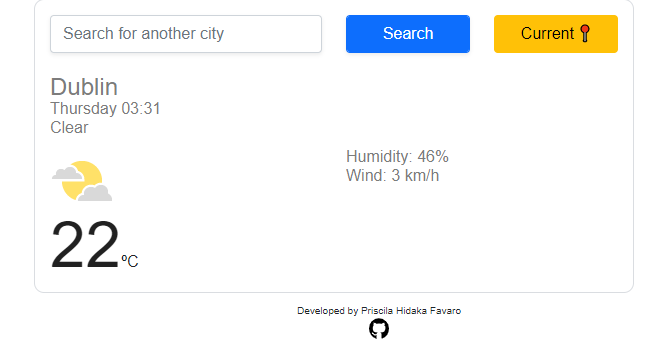 Search for another city
Search
Current
Dublin
Thursday 03:31
Clear
Humidity: 46%
Wind: 3 km/h
22ºC
Developed by Priscila Hidaka Favaro